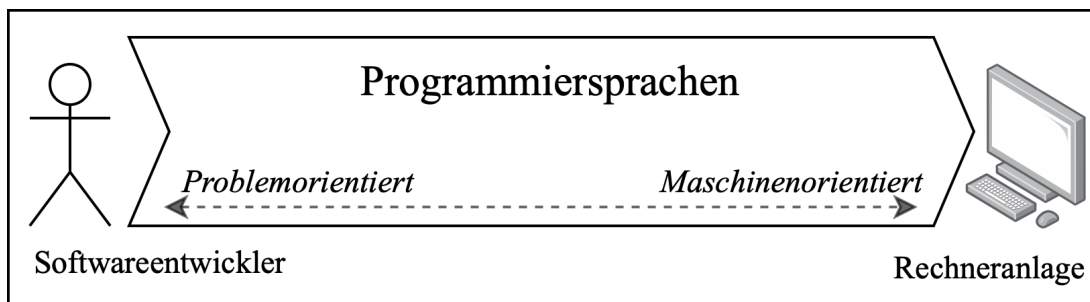 Programmiersprachen
Problemorientiert Maschinenorientiert
Softwareentwickler
Rechneranlage